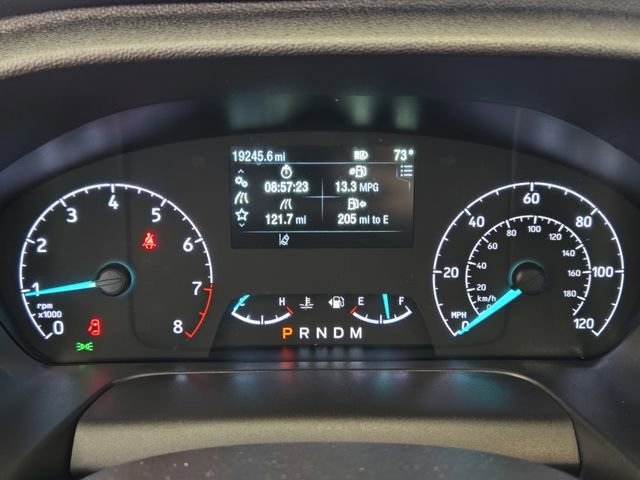 19245.6 mi 73°
08:57:23 13.3 MPG
121.7 mi 205 mi to E
0 1 2 3 4 5 6 7 8
rpm
x1000
C H E F
P R N D M
0 20 40 60 80 100 120
MPH
0 20 40 60 80 100 120 140 160 180
km/h